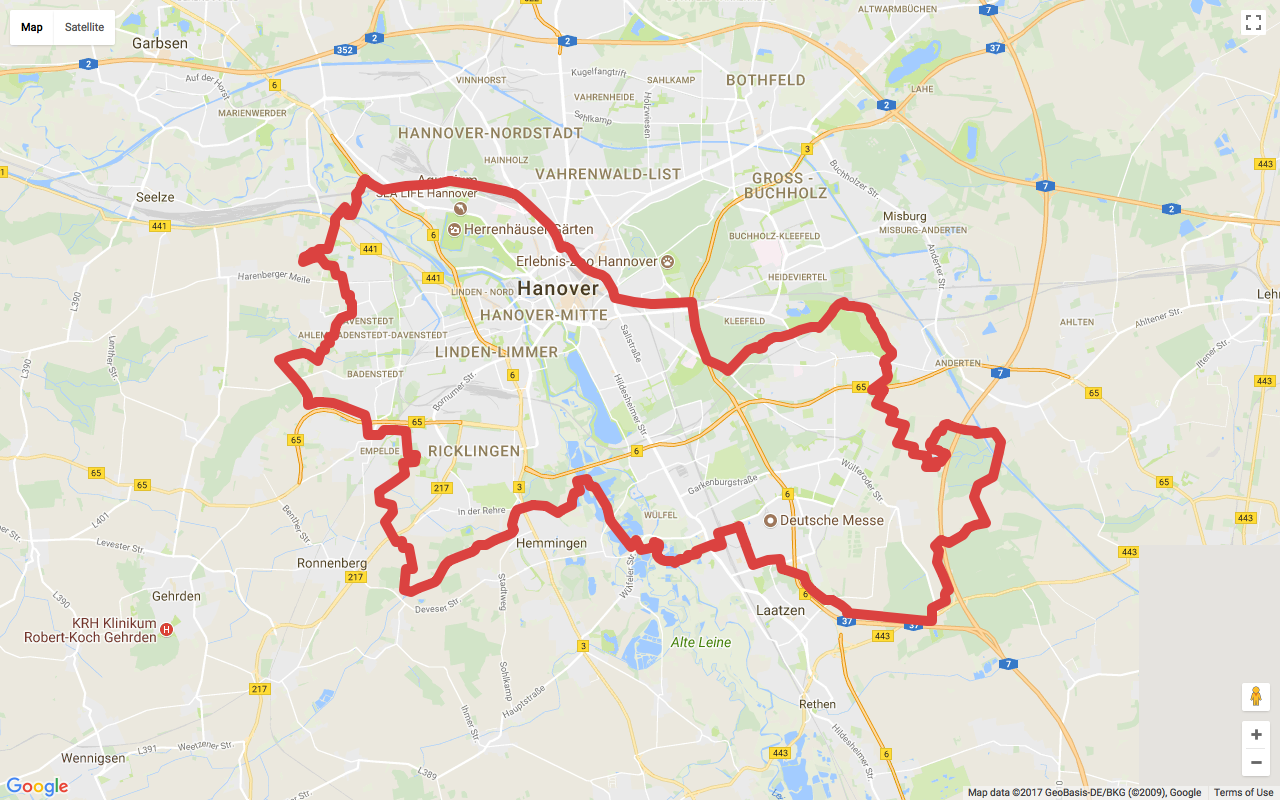 Map
Satellite
ALTWARMBÜCHEN
7
Garbsen
2
352
2
37
2
Auf der Horst
6
VINNHORST
Kugelfangtrift
SAHLKAMP
BOTHFELD
LAHE
MARIENWERDER
VAHRENHEIDE
Holzwiesen
2
Sahlkamp
HANNOVER-NORDSTADT
HAINHOLZ
3
443
VAHRENWALD-LIST
GROSS -
BUCHHOLZ
7
1
SEA LIFE Hannover
Seelze
441
2
Misburg
MISBURG-ANDERTEN
Herrenhäuser Gärten
6
BUCHHOLZ-KLEEFELD
441
Erlebnis-Zoo Hannover
Anderter Str.
Harenberger Meile
441
HEIDEVIERTEL
L390
LINDEN - NORD
Hanover
Lehr
HANOVER-MITTE
KLEEFELD
AHLTEN
Ahltener Str.
DAVENSTEDT
BADENSTEDT-DAVENSTEDT
Lenther Str.
Sallstraße
LINDEN-LIMMER
Iltener Str.
L390
BADENSTEDT
6
ANDERTEN
7
443
Bornumer Str.
Hildesheimer Str.
65
65
65
65
EMPELDE
RICKLINGEN
6
65
65
217
3
Garkenburgstraße
Wülferoder Str.
6
65
In der Rehre
WÜLFEL
Deutsche Messe
443
L401
Benther Str.
Levester Str.
Hemmingen
443
Ronnenberg
217
Wülfeler Str.
Stadtweg
L390
Gehrden
Deveser Str.
6
Laatzen
KRH Klinikum
Robert-Koch Gehrden
H
37
37
443
Alte Leine
3
7
217
Sohlkamp
Hauptstraße
Rethen
Ihmer Str.
Hildesheimer Str.
L391
Weetzener Str.
443
6
Wennigsen
L389
Google
Map data ©2017 GeoBasis-DE/BKG (©2009), Google
Terms of Use